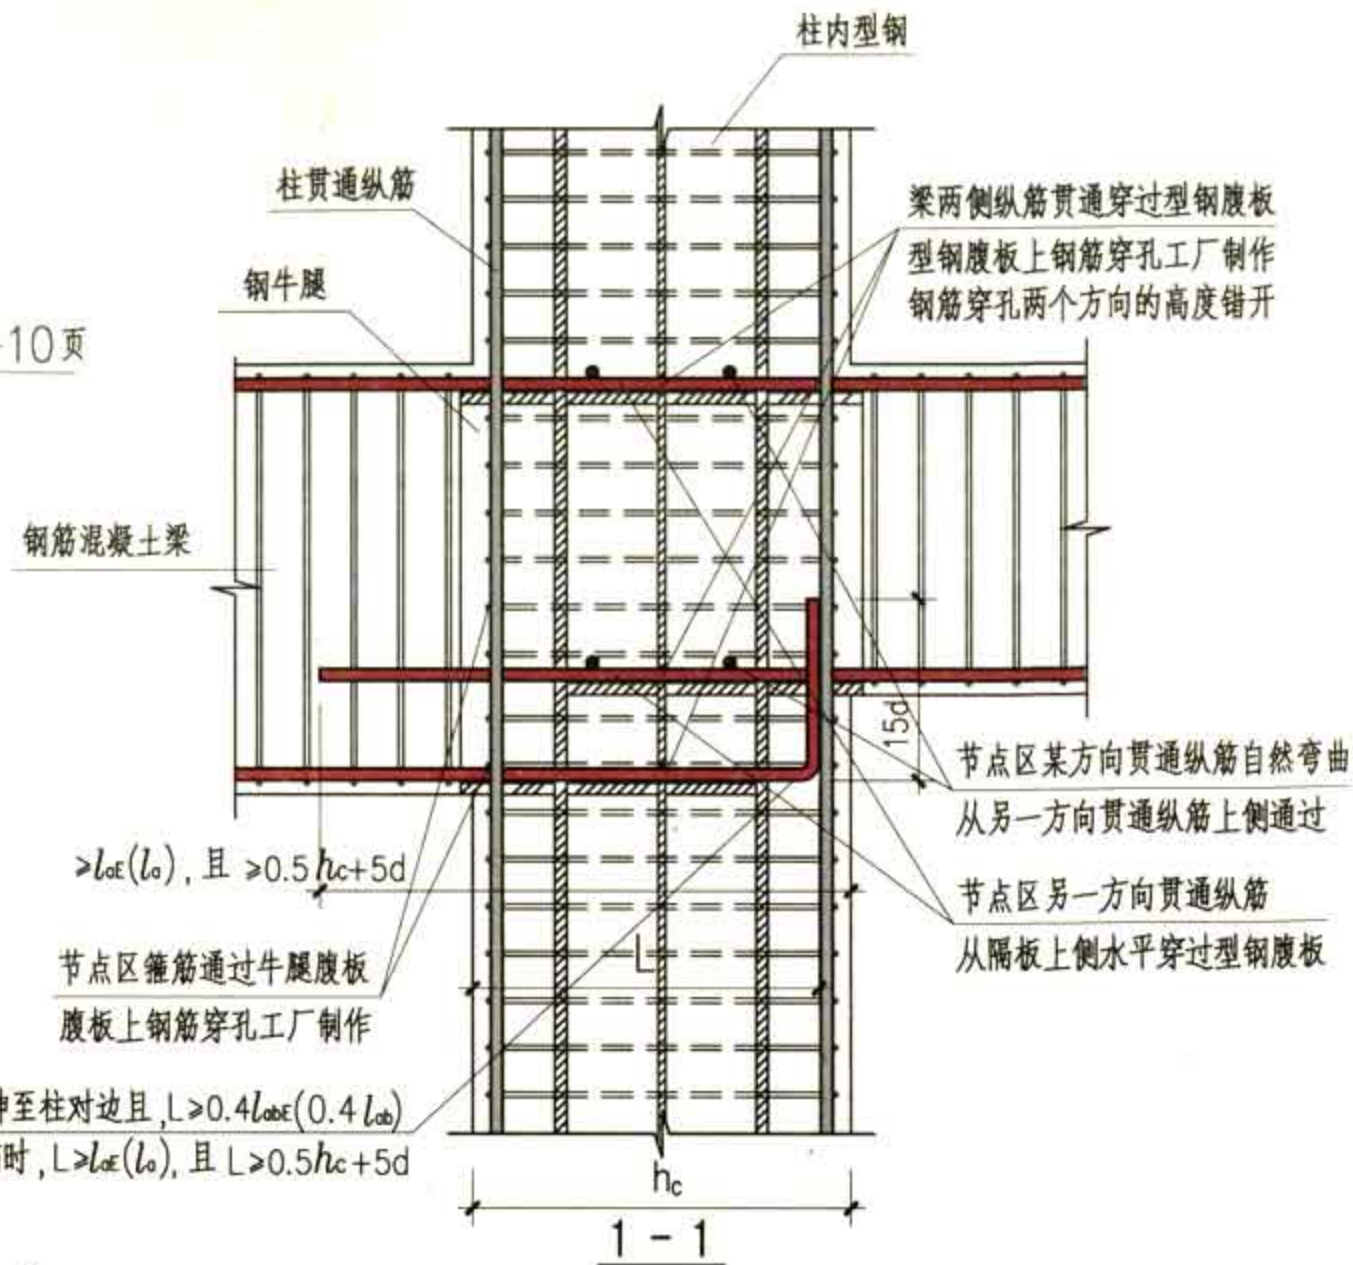 柱内型钢
柱贯通纵筋
梁两侧纵筋贯通穿过型钢腹板
型钢腹板上钢筋穿孔工厂制作
钢筋穿孔两个方向的高度错开
钢牛腿
10页
钢筋混凝土梁
15d
节点区某方向贯通纵筋自然弯曲
从另一方向贯通纵筋上侧通过
≥laE(la), 且 ≥0.5hc+5d
节点区另一方向贯通纵筋
从隔板上侧水平穿过型钢腹板
节点区箍筋通过牛腿腹板
腹板上钢筋穿孔工厂制作
L
伸至柱对边且,L≥0.4labE(0.4lab)
时,L≥laE(la),且 L≥0.5hc+5d
hc
1-1